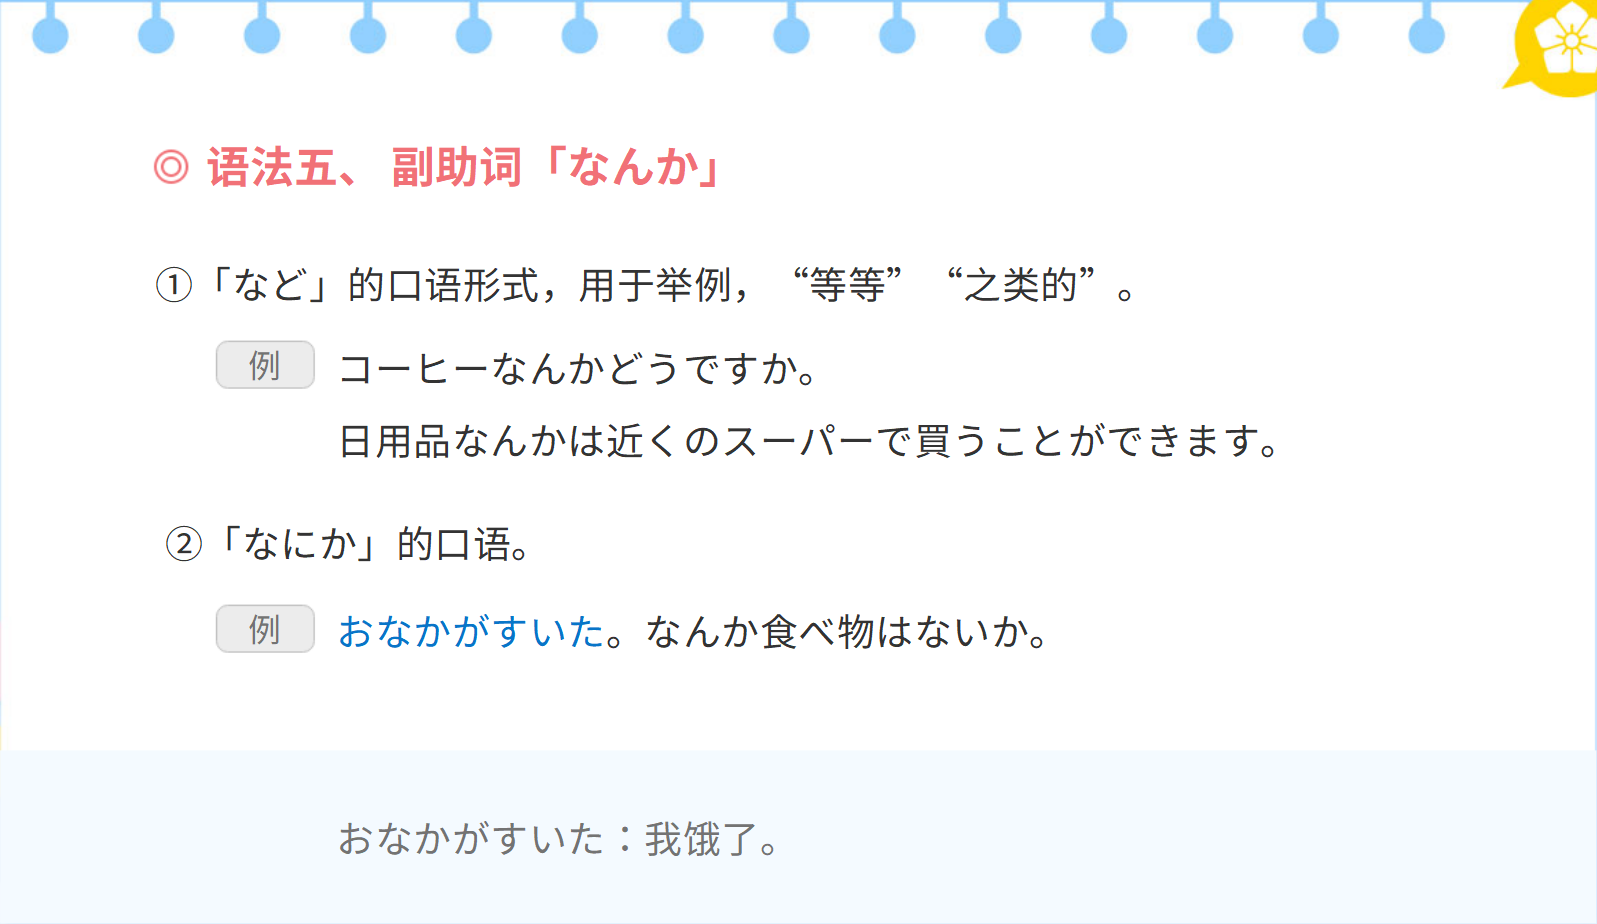 ◎ 语法五、 副助词「なんか」
①「など」的口语形式，用于举例， “等等” “之类的” 。
例 コーヒーなんかどうですか。
日用品なんかは近くのスーパーで買うことができます。
②「なにか」的口语。
例 おなかがすいた。なんか食べ物はないか。
おなかがすいた：我饿了。